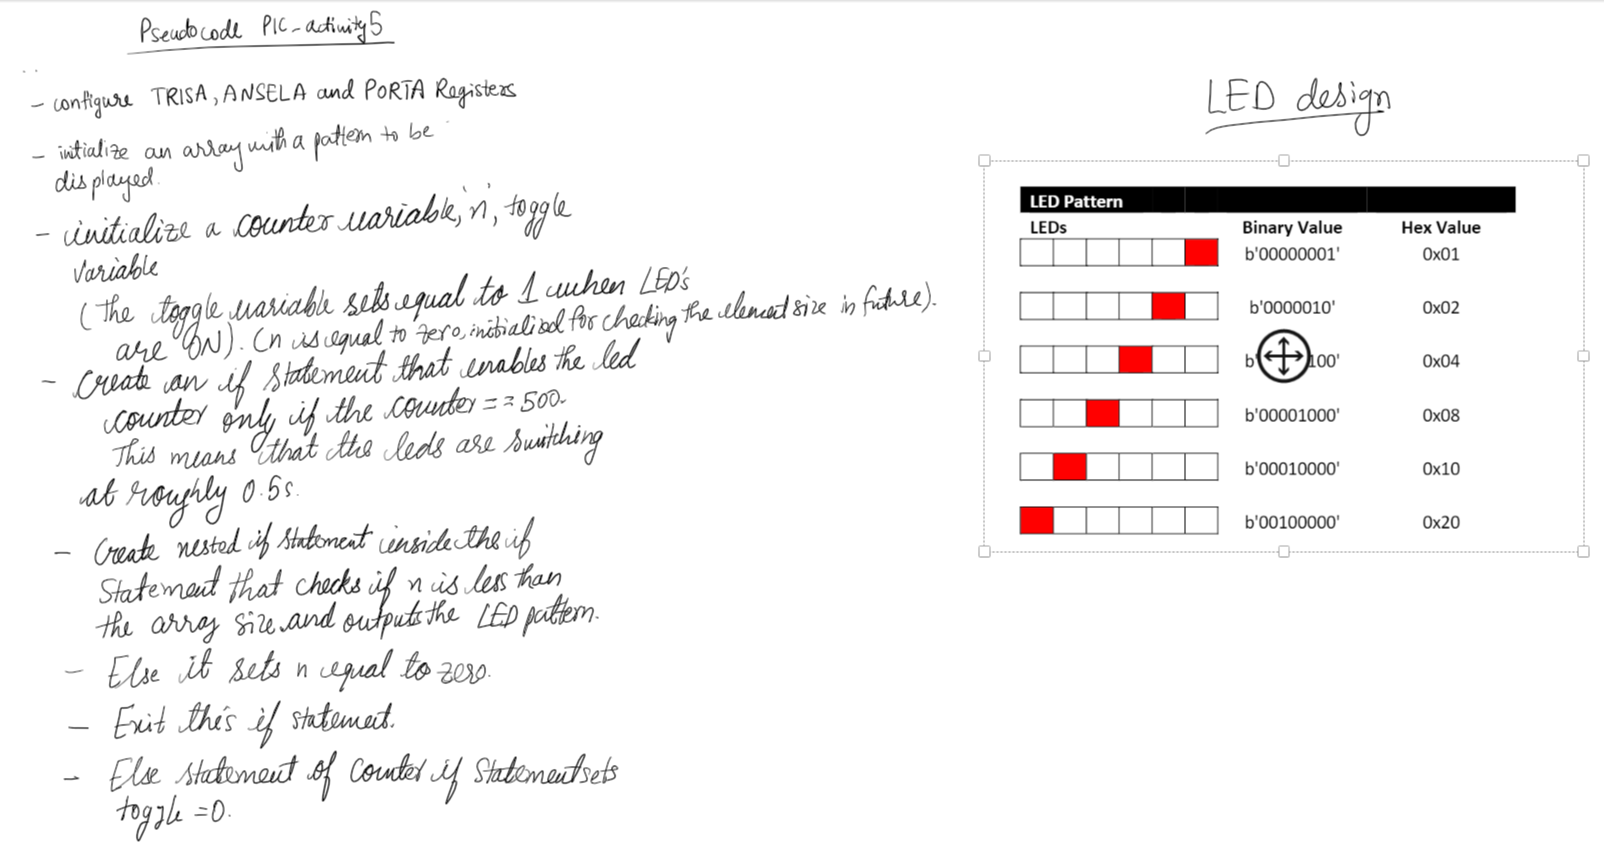 Pseudocode PIC-activity5
- configure TRISA, ANSELA and PORTA Registers
- initialize an array with a pattern to be
displayed.
- initialize a counter variable, 'n', toggle
variable
(the toggle variable sets equal to 1 when LED's
are ON). (n is equal to zero, initialized for checking the element size in future).
- Create an if statement that enables the led
counter only if the counter == 500.
This means that the leds are switching
at roughly 0.5s.
- Create nested if statement inside the if
Statement that checks if n is less than
the array size and outputs the LED pattern.
- Else it sets n equal to zero.
- Exit this if statement.
- Else statement of counter if Statement sets
toggle = 0.
LED design
LED Pattern
LEDs Binary Value Hex Value
b'00000001' 0x01
b'0000010' 0x02
b' 100' 0x04
b'00001000' 0x08
b'00010000' 0x10
b'00100000' 0x20